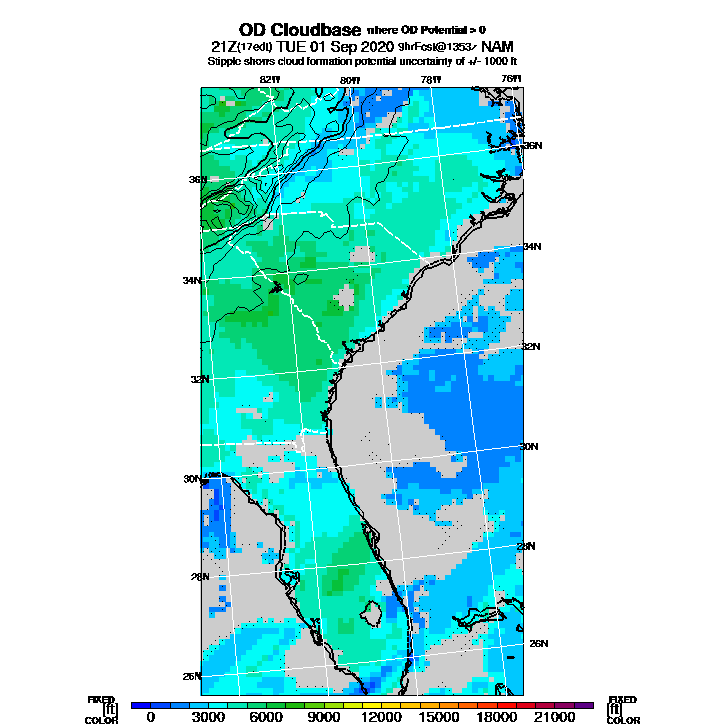 OD Cloudbase where OD Potential > 0
21Z(17edt) TUE 01 Sep 2020 9hrFcst@1353z NAM
Stipple shows cloud formation potential uncertainty of +/- 1000 ft
82W 80W 78W 76W
36N
36N
34N
34N
32N
32N
30N
30N
28N
28N
26N
26N
FIXED FIXED
[ft] [ft]
COLOR COLOR
0 3000 6000 9000 12000 15000 18000 21000